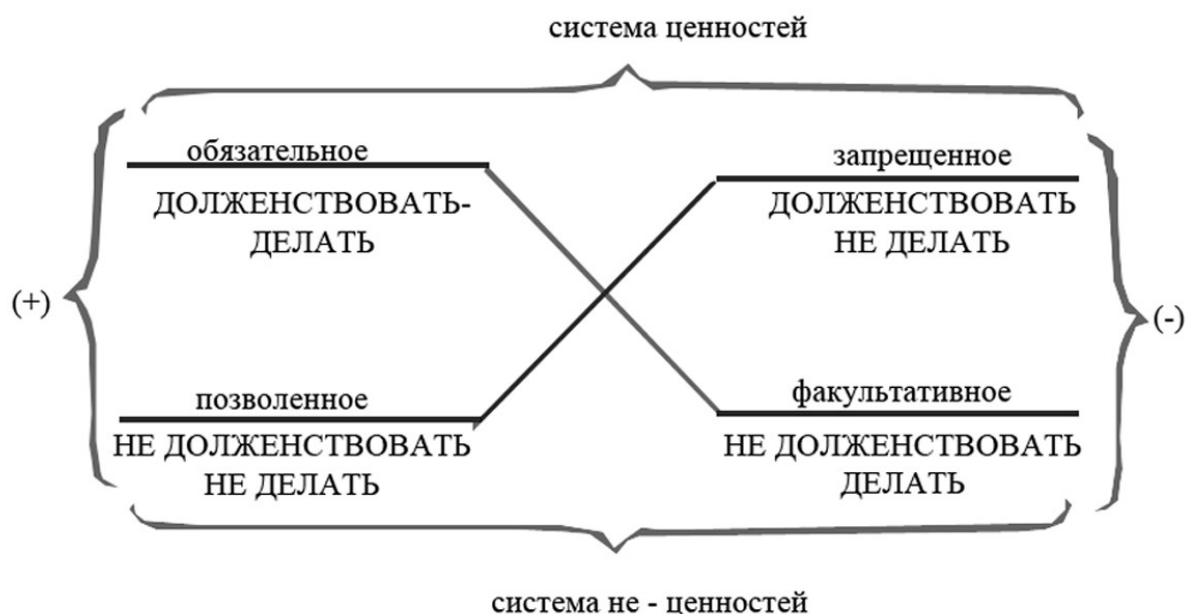 система ценностей
обязательное
запрещенное
ДОЛЖЕНСТВОВАТЬ-
ДЕЛАТЬ
ДОЛЖЕНСТВОВАТЬ
НЕ ДЕЛАТЬ
(+)
(-)
позволенное
факультативное
НЕ ДОЛЖЕНСТВОВАТЬ
НЕ ДЕЛАТЬ
НЕ ДОЛЖЕНСТВОВАТЬ
ДЕЛАТЬ
система не - ценностей